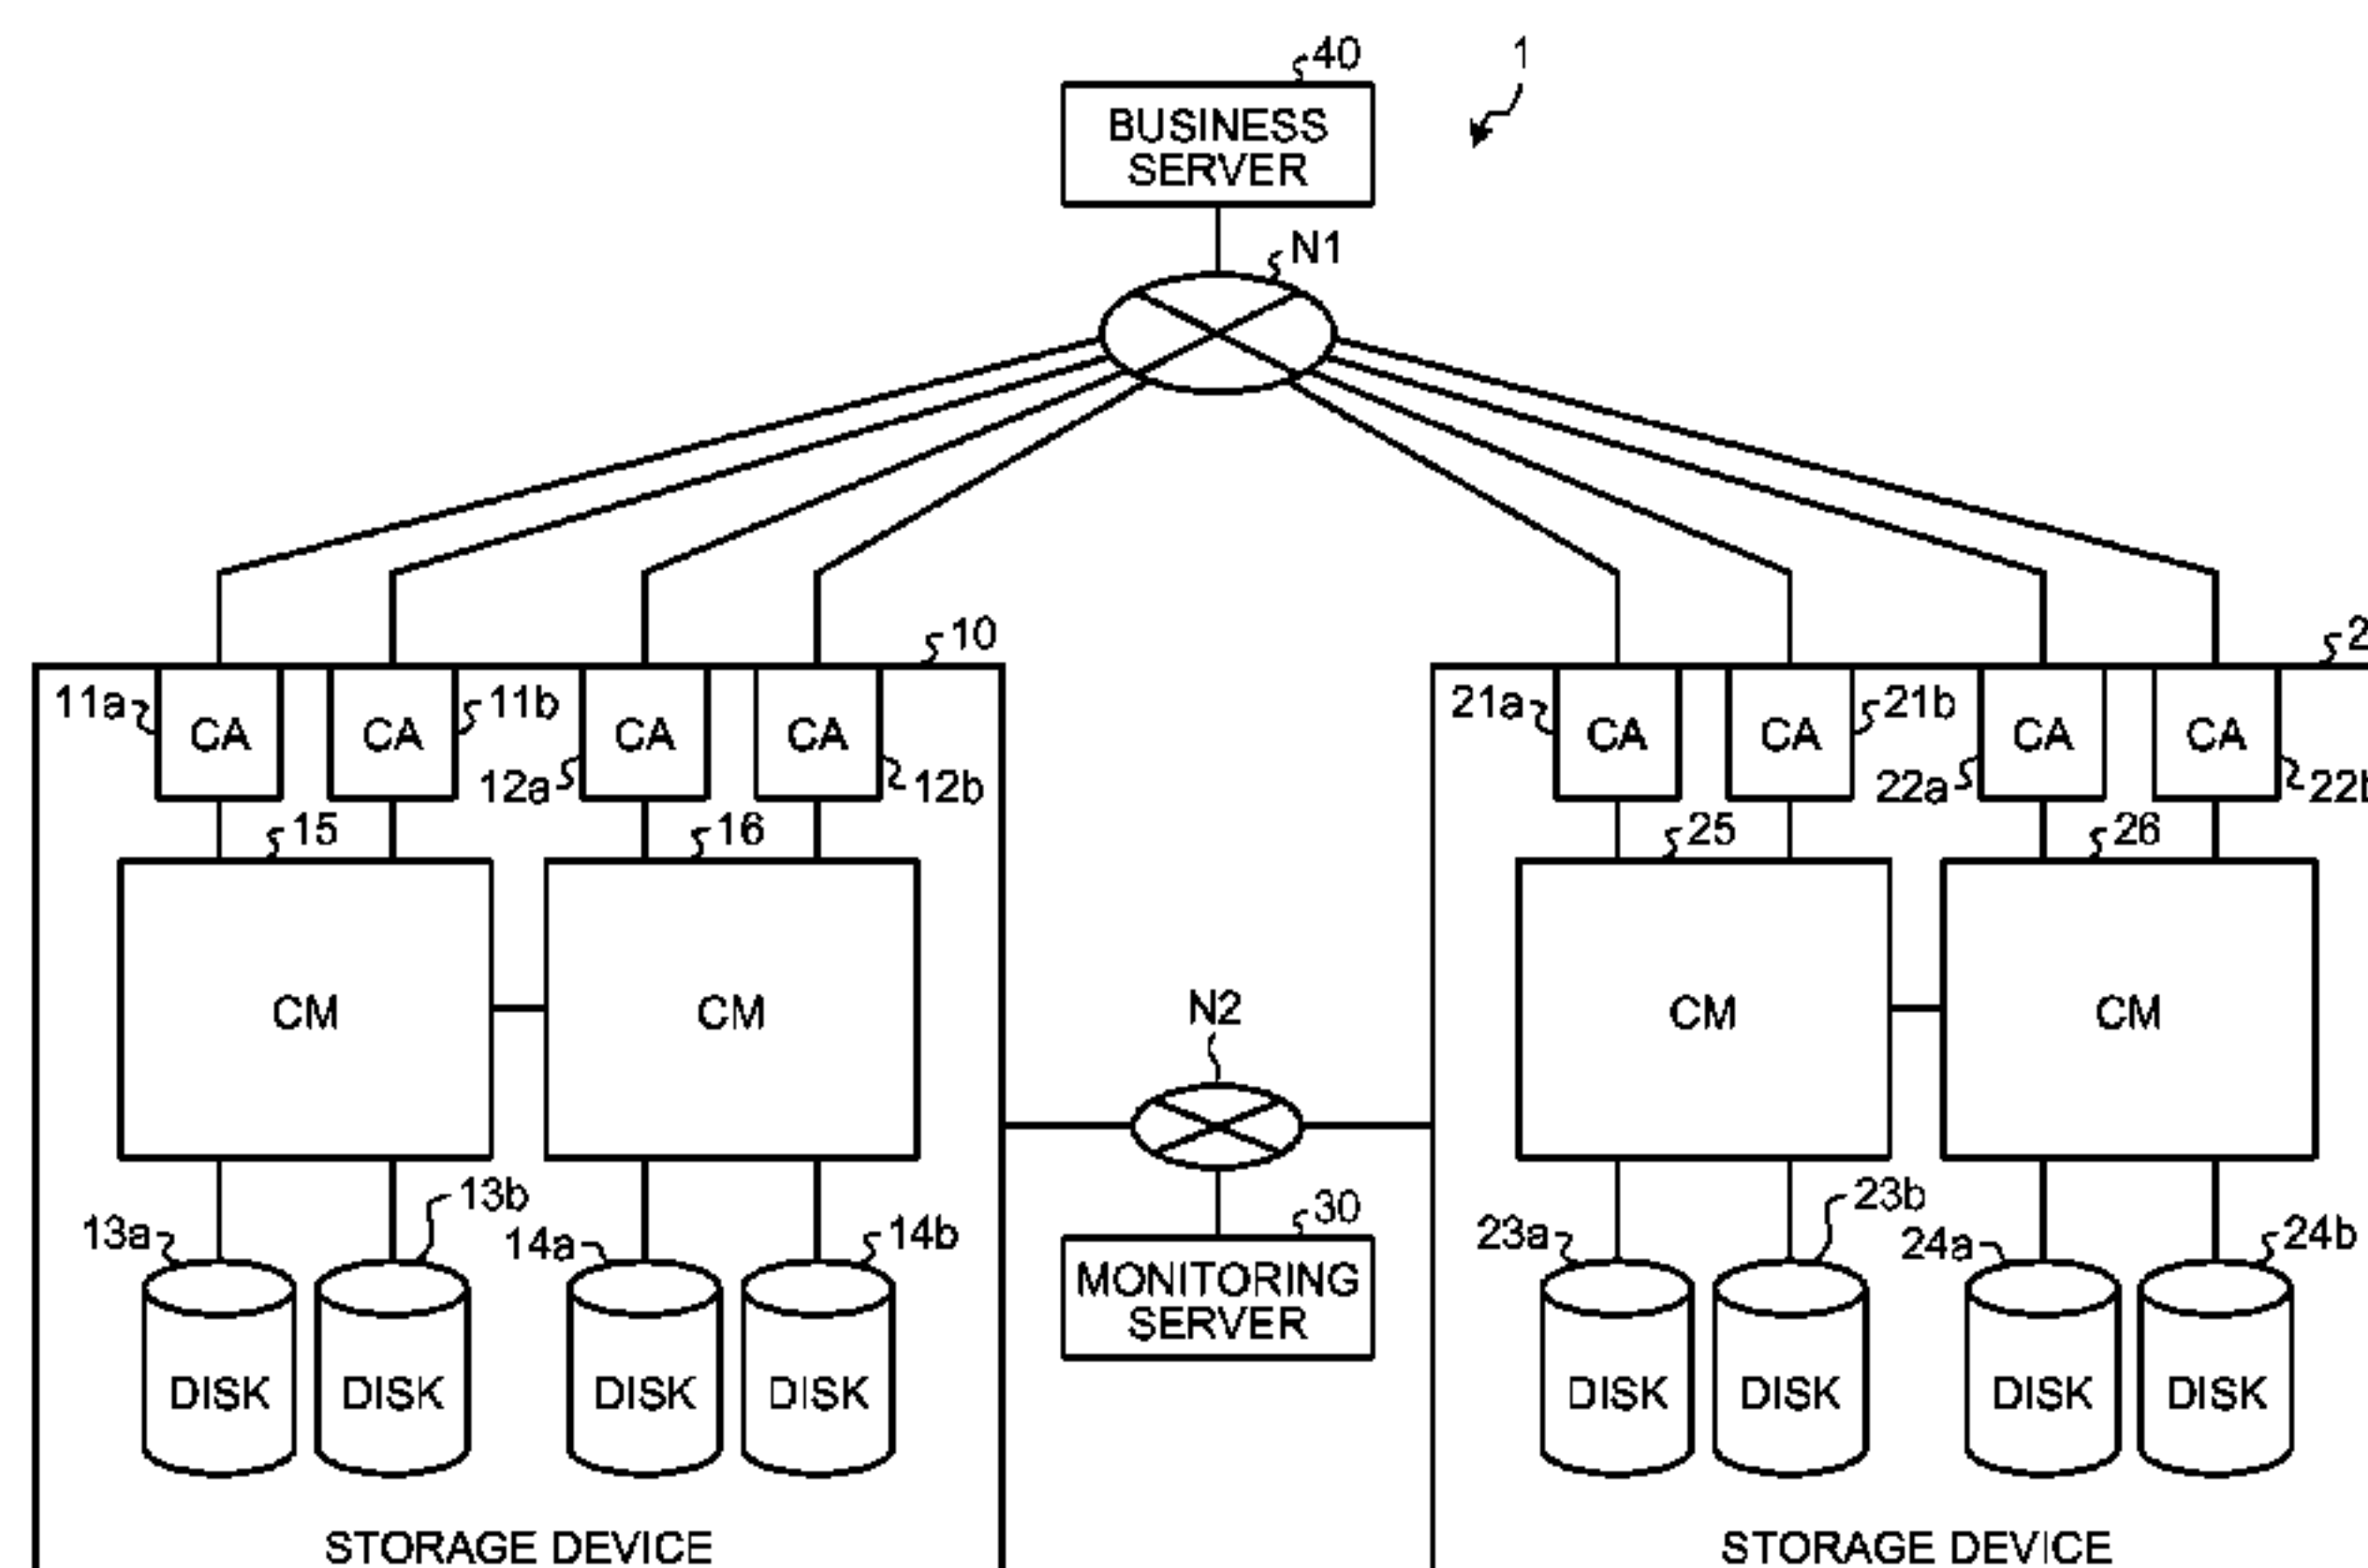 40
1
BUSINESS
SERVER
N1
10
11a
CA
CA
11b
12a
CA
CA
12b
21a
CA
CA
21b
22a
CA
CA
15
16
25
26
CM
CM
CM
CM
N2
13a
13b
14a
14b
30
23a
23b
24a
24b
MONITORING
SERVER
DISK
DISK
DISK
DISK
DISK
DISK
DISK
DISK
STORAGE DEVICE
STORAGE DEVICE